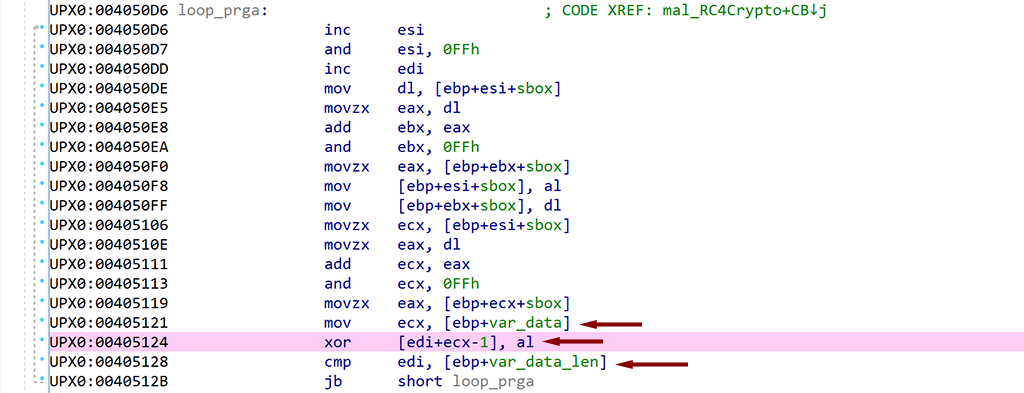 UPX0:004050D6 loop_prga: ; CODE XREF: mal_RC4Crypto+CB↓j
UPX0:004050D6 inc esi
UPX0:004050D7 and esi, 0FFh
UPX0:004050DD inc edi
UPX0:004050DE mov dl, [ebp+esi+sbox]
UPX0:004050E5 movzx eax, dl
UPX0:004050E8 add ebx, eax
UPX0:004050EA and ebx, 0FFh
UPX0:004050F0 movzx eax, [ebp+ebx+sbox]
UPX0:004050F8 mov [ebp+esi+sbox], al
UPX0:004050FF mov [ebp+ebx+sbox], dl
UPX0:00405106 movzx ecx, [ebp+esi+sbox]
UPX0:0040510E movzx eax, dl
UPX0:00405111 add ecx, eax
UPX0:00405113 and ecx, 0FFh
UPX0:00405119 movzx eax, [ebp+ecx+sbox]
UPX0:00405121 mov ecx, [ebp+var_data]
UPX0:00405124 xor [edi+ecx-1], al
UPX0:00405128 cmp edi, [ebp+var_data_len]
UPX0:0040512B jb short loop_prga